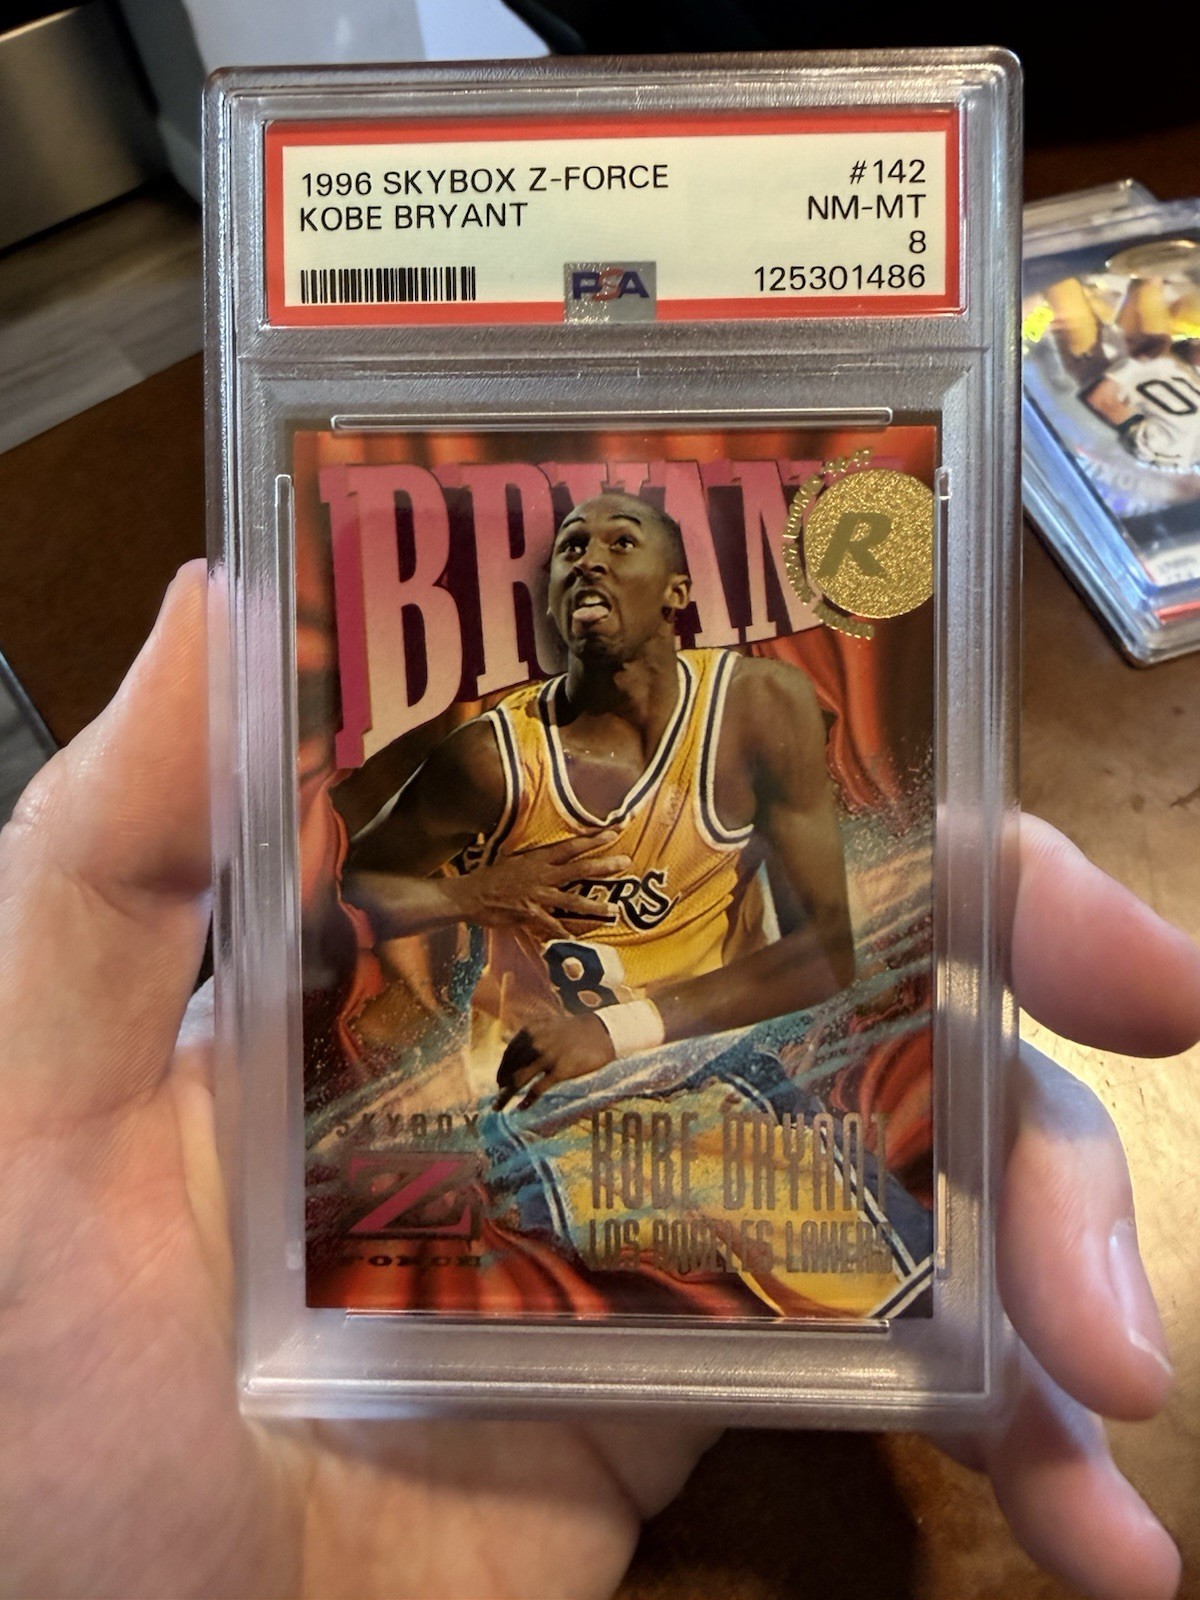 1996 SKYBOX Z-FORCE #142
KOBE BRYANT NM-MT
8
PSA 125301486
BRYANT
R
LAKERS
8
SKYBOX
Z
FORCE
KOBE BRYANT
LOS ANGELES LAKERS
10